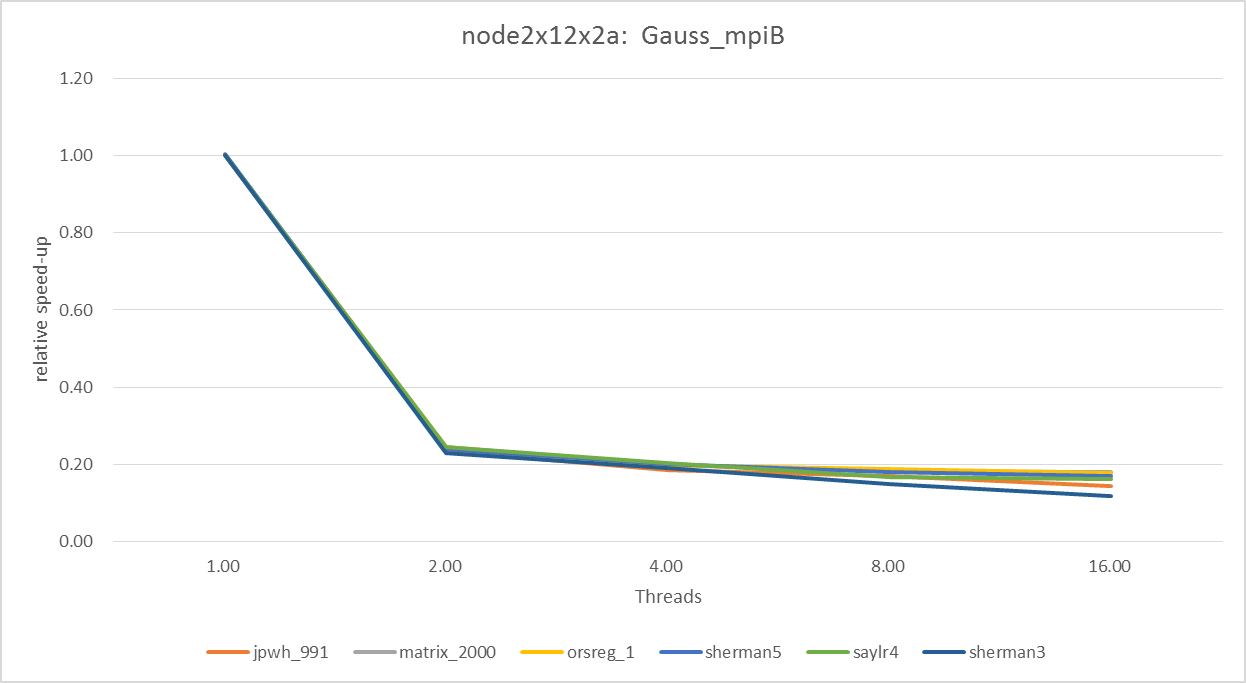 node2x12x2a:  Gauss_mpiB
1.20
1.00
0.80
0.60
0.40
0.20
0.00
relative speed-up
1.00 2.00 4.00 8.00 16.00
Threads
jpwh_991 matrix_2000 orsreg_1 sherman5 saylr4 sherman3